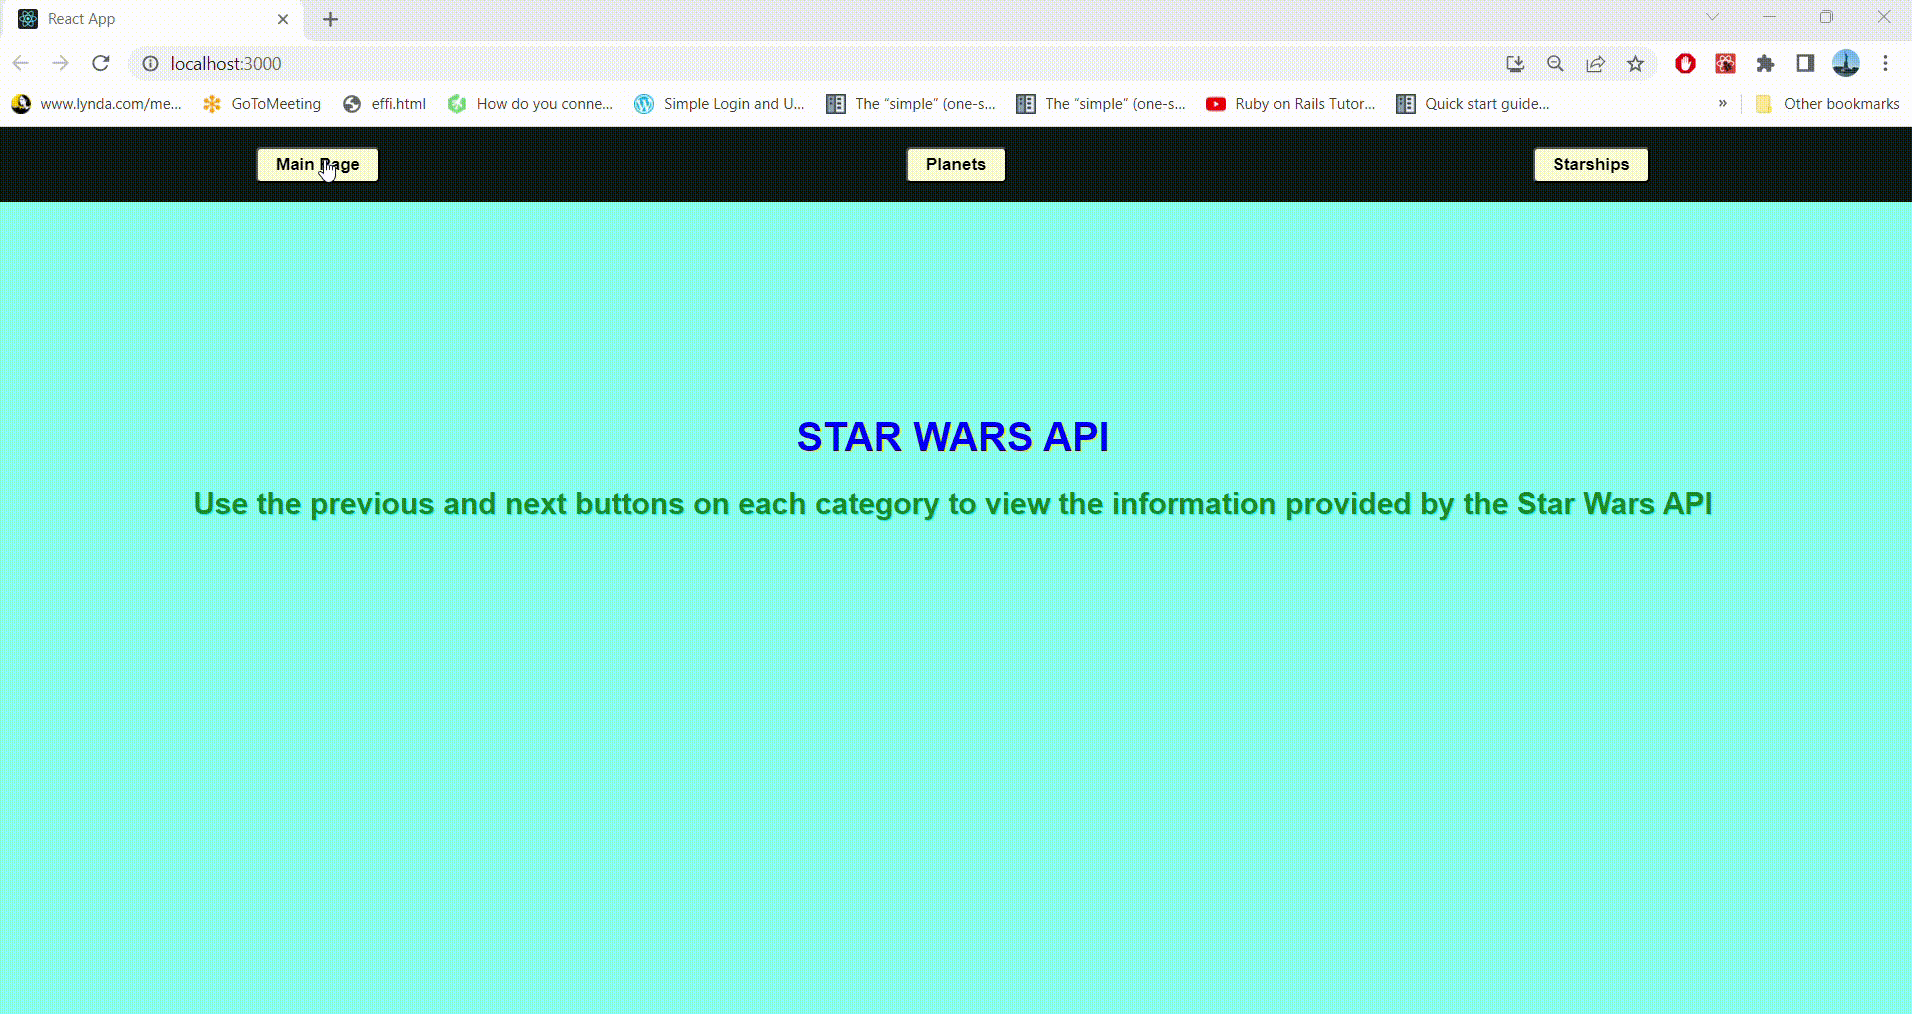 React App
localhost:3000
www.lynda.com/me... GoToMeeting effi.html How do you conne... Simple Login and U... The “simple” (one-s... The “simple” (one-s... Ruby on Rails Tutor... Quick start guide... » Other bookmarks
Main Page Planets Starships
STAR WARS API
Use the previous and next buttons on each category to view the information provided by the Star Wars API